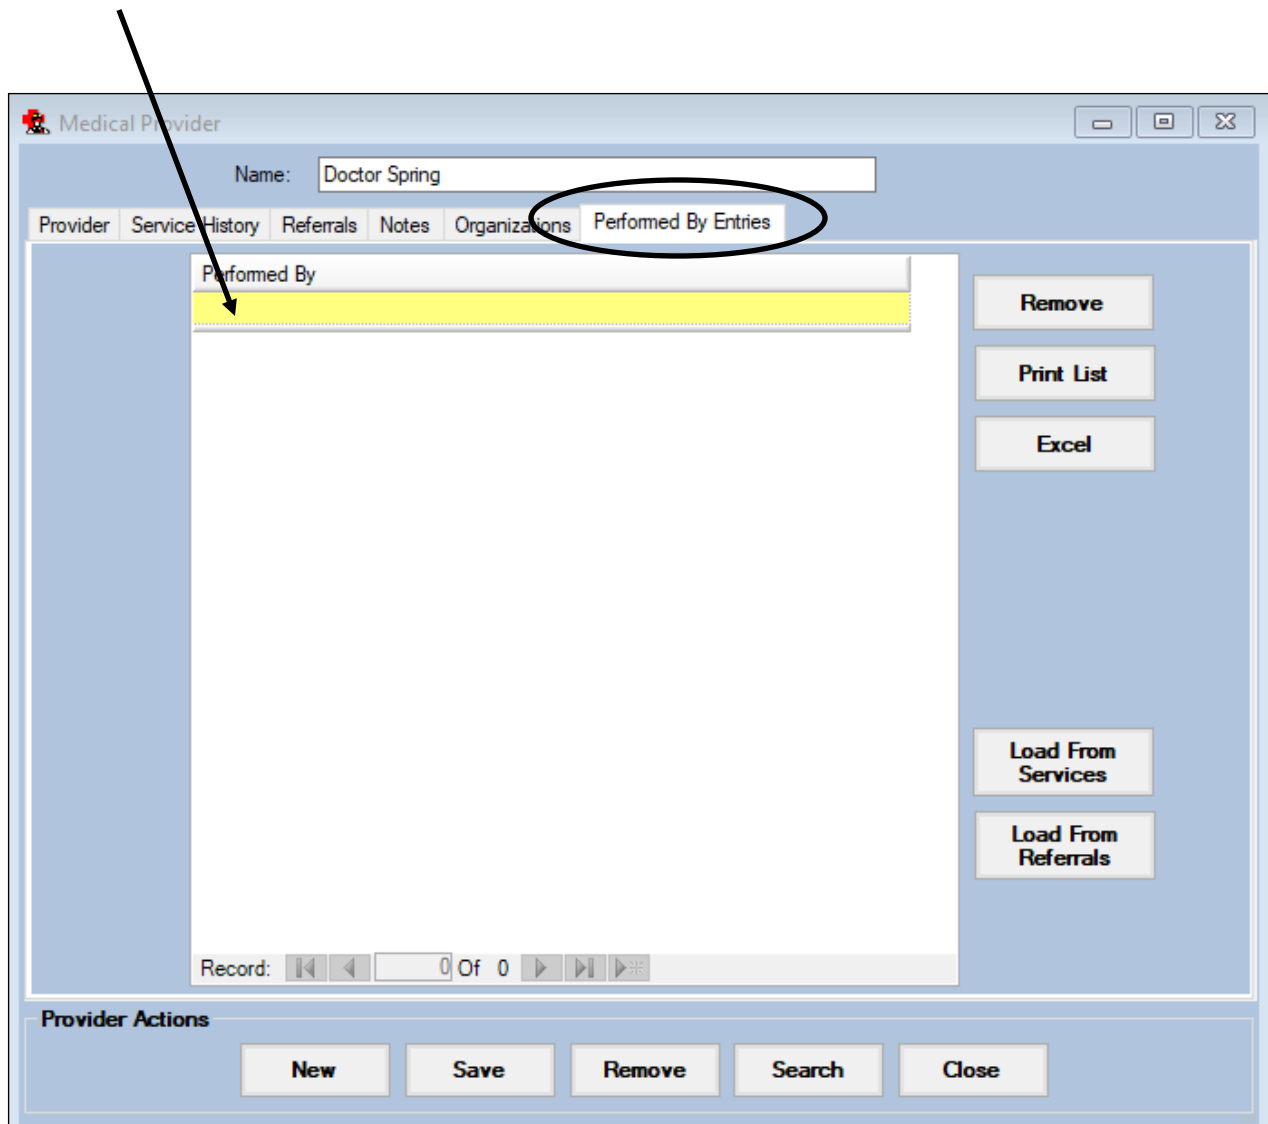 Medical Provider
Name: Doctor Spring
Provider Service History Referrals Notes Organizations Performed By Entries
Performed By
Remove
Print List
Excel
Load From
Services
Load From
Referrals
Record: 0 Of 0
Provider Actions
New Save Remove Search Close